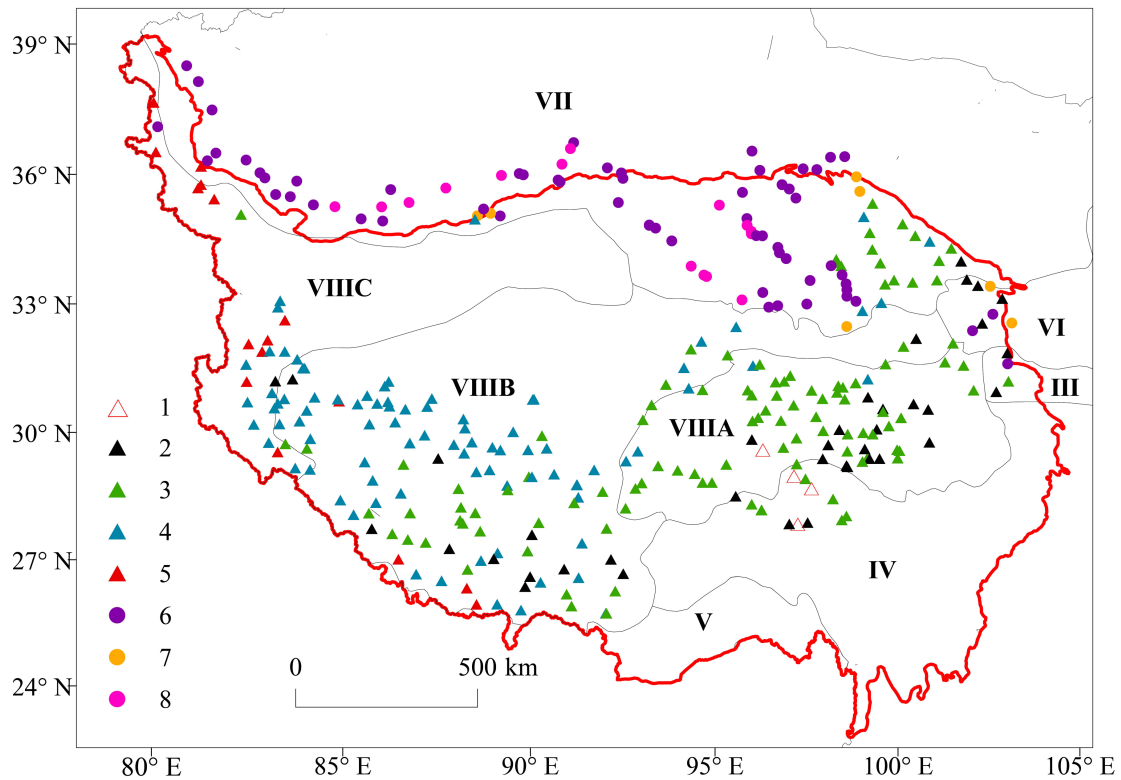 39° N
VII
36° N
VIIIC
33° N
VI
VIIIB
III
1
30° N
VIIIA
2
3
4
27° N
5
IV
6
V
7
0
500 km
24° N
8
80° E
85° E
90° E
95° E
100° E
105° E